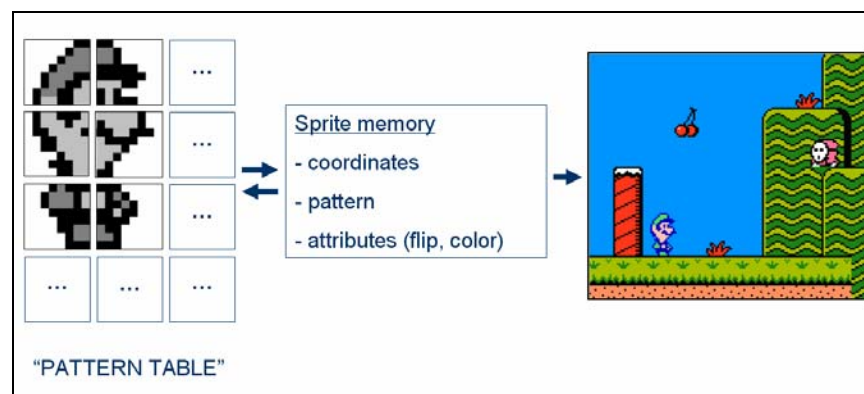 ...
...
...
... ... ...
"PATTERN TABLE"
Sprite memory
- coordinates
- pattern
- attributes (flip, color)